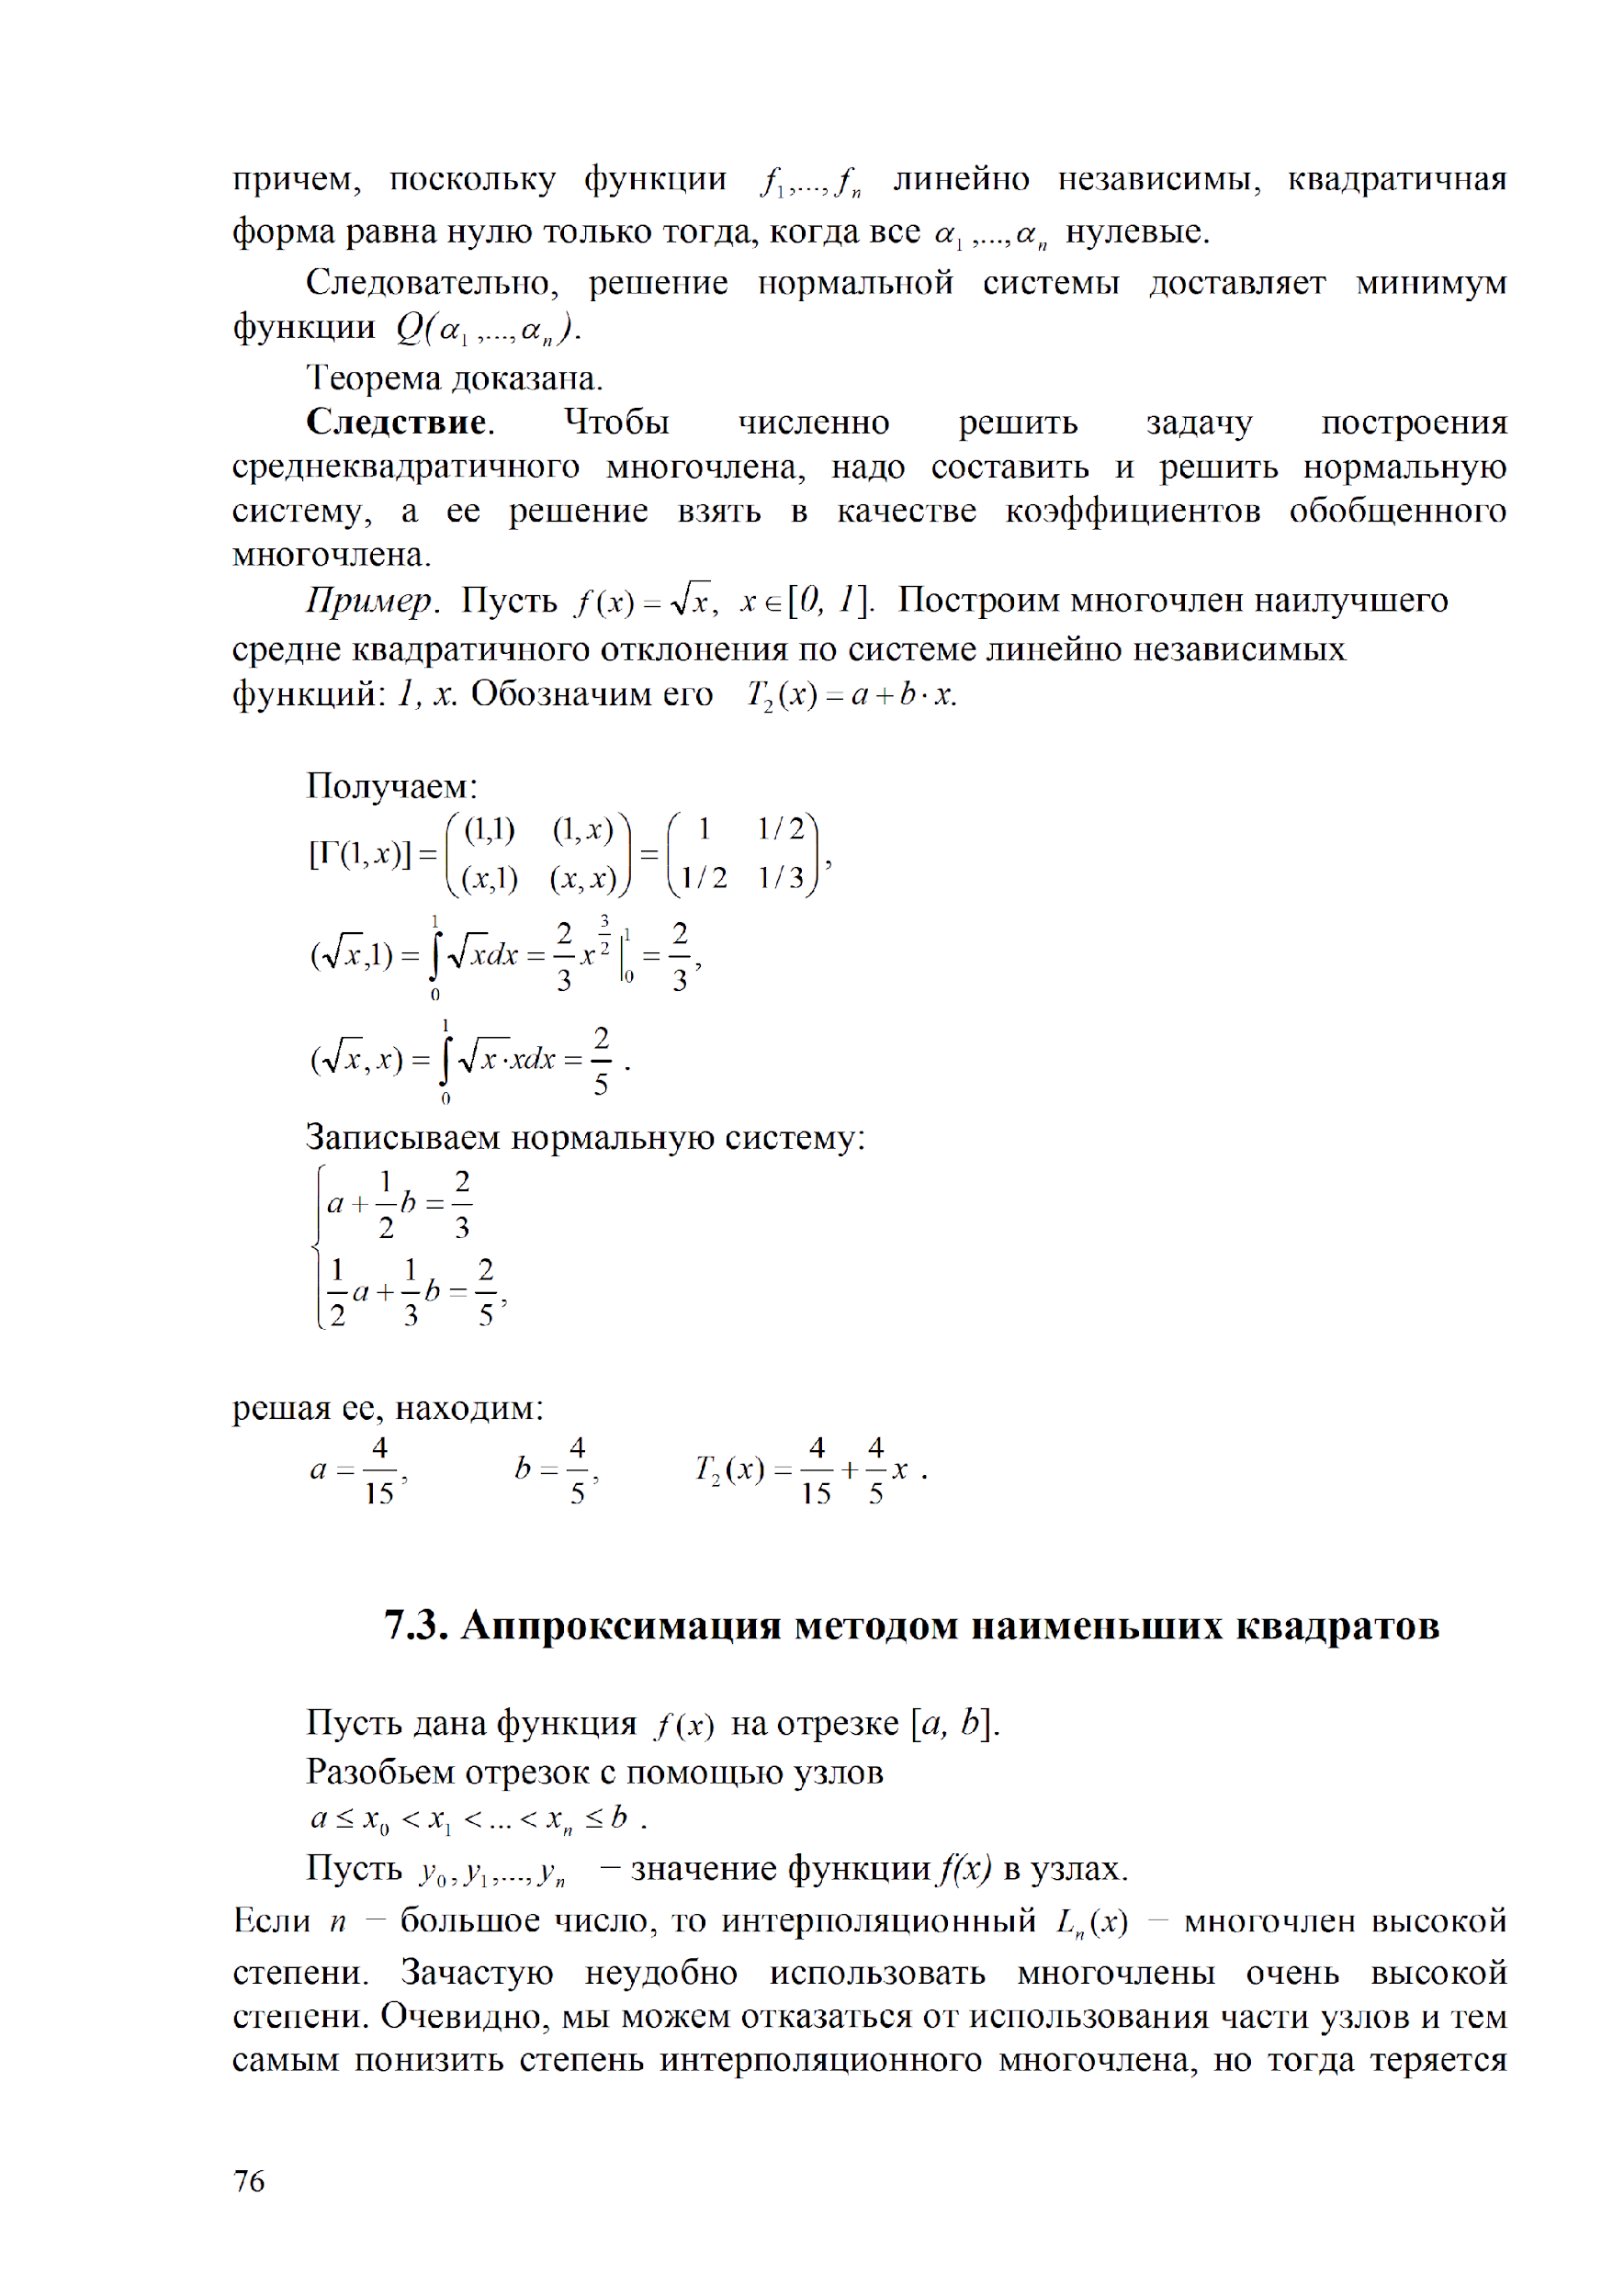 причем, поскольку функции f₁,...,fₙ линейно независимы, квадратичная
форма равна нулю только тогда, когда все α₁,...,αₙ нулевые.
Следовательно, решение нормальной системы доставляет минимум
функции Q(α₁,...,αₙ).
Теорема доказана.
Следствие. Чтобы численно решить задачу построения
среднеквадратичного многочлена, надо составить и решить нормальную
систему, а ее решение взять в качестве коэффициентов обобщенного
многочлена.
Пример. Пусть f(x) = √x, x∈[0, 1]. Построим многочлен наилучшего
средне квадратичного отклонения по системе линейно независимых
функций: 1, x. Обозначим его T₂(x) = a + b · x.
Получаем:
[Γ(1,x)] = ((1,1) (1,x); (x,1) (x,x)) = (1 1/2; 1/2 1/3),
(√x,1) = ∫₀¹ √x dx = 2/3 x^(3/2) |₀¹ = 2/3,
(√x,x) = ∫₀¹ √x · xdx = 2/5 .
Записываем нормальную систему:
a + 1/2 b = 2/3
1/2 a + 1/3 b = 2/5,
решая ее, находим:
a = 4/15, b = 4/5, T₂(x) = 4/15 + 4/5 x .
7.3. Аппроксимация методом наименьших квадратов
Пусть дана функция f(x) на отрезке [a, b].
Разобьем отрезок с помощью узлов
a ≤ x₀ < x₁ < ... < xₙ ≤ b .
Пусть y₀, y₁,..., yₙ − значение функции f(x) в узлах.
Если n − большое число, то интерполяционный Lₙ(x) − многочлен высокой
степени. Зачастую неудобно использовать многочлены очень высокой
степени. Очевидно, мы можем отказаться от использования части узлов и тем
самым понизить степень интерполяционного многочлена, но тогда теряется
76